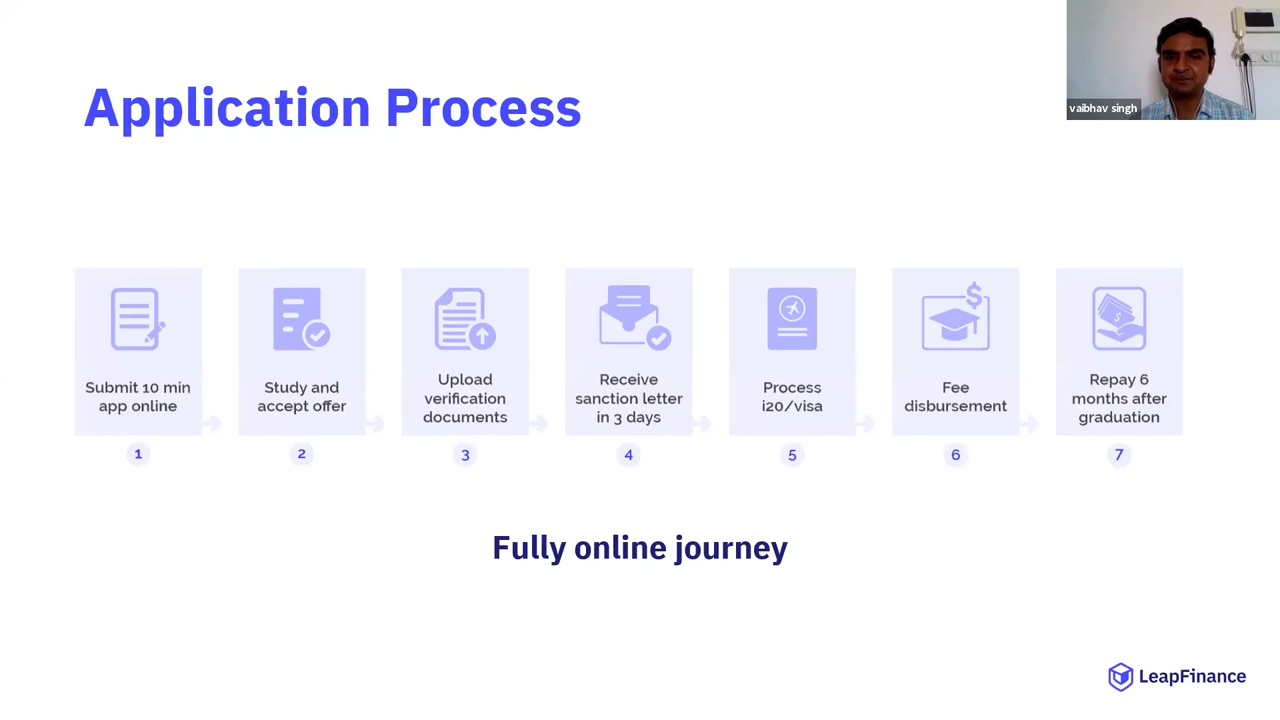 Application Process
vaibhav singh
Submit 10 min
app online
1
Study and
accept offer
2
Upload
verification
documents
3
Receive
sanction letter
in 3 days
4
Process
i20/visa
5
$
Fee
disbursement
6
$
Repay 6
months after
graduation
7
Fully online journey
LeapFinance